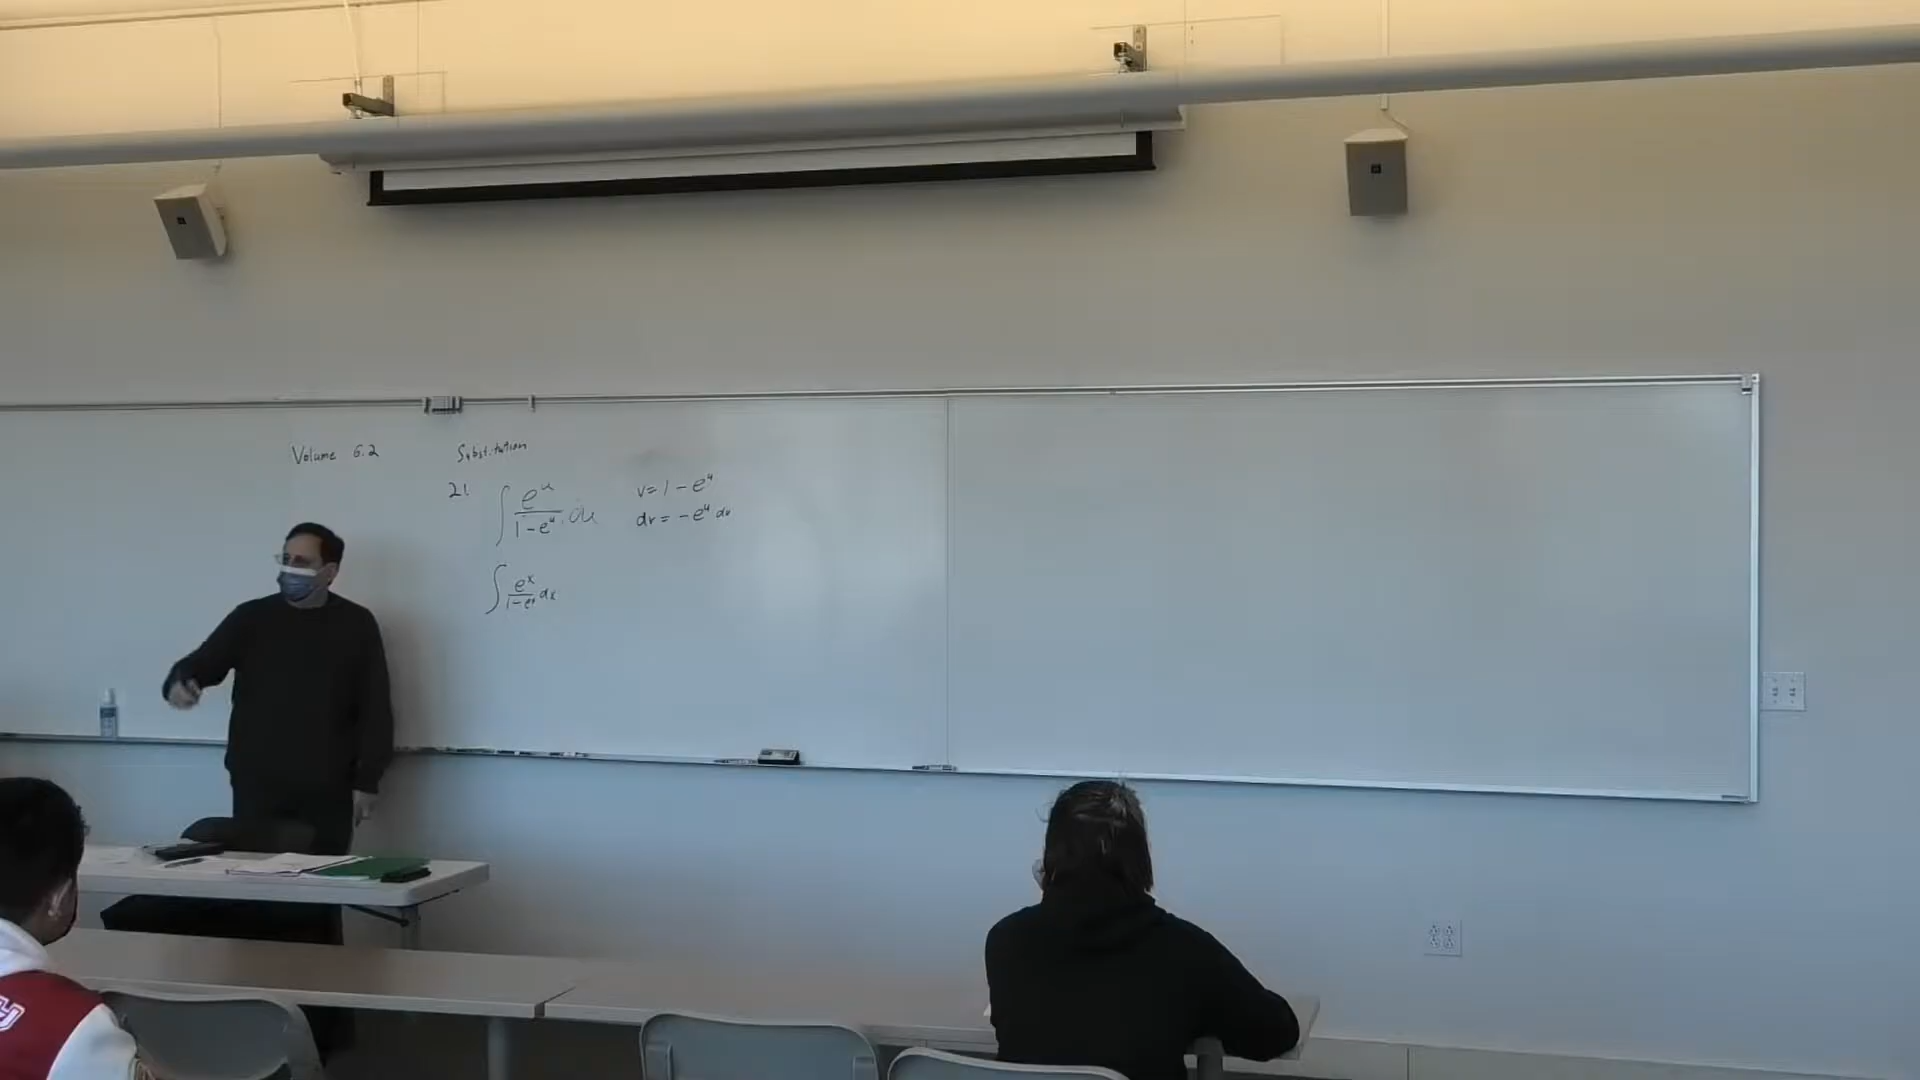 Volume 6.2
Substitution
21. ∫ e^u / (1 - e^u) · du
v = 1 - e^u
dv = -e^u du
∫ e^x / (1 - e^x) dx